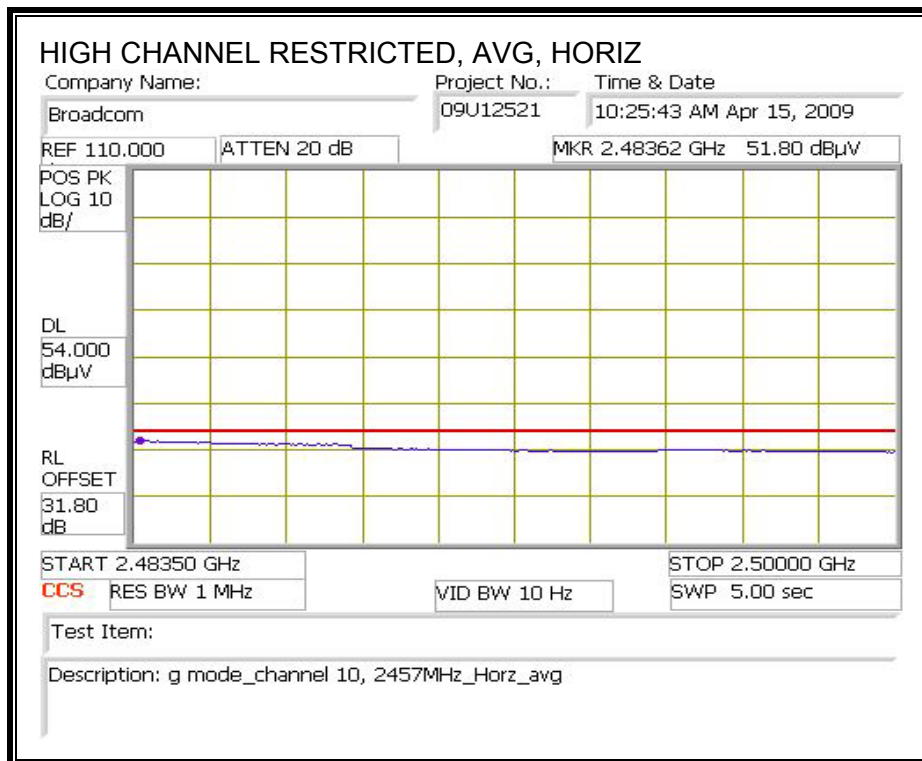 HIGH CHANNEL RESTRICTED, AVG, HORIZ
Company Name: Project No.: Time & Date
Broadcom 09U12521 10:25:43 AM Apr 15, 2009
REF 110.000 ATTEN 20 dB MKR 2.48362 GHz 51.80 dBµV
POS PK
LOG 10
dB/
DL
54.000
dBµV
RL
OFFSET
31.80
dB
START 2.48350 GHz STOP 2.50000 GHz
CCS RES BW 1 MHz VID BW 10 Hz SWP 5.00 sec
Test Item:
Description: g mode_channel 10, 2457MHz_Horz_avg